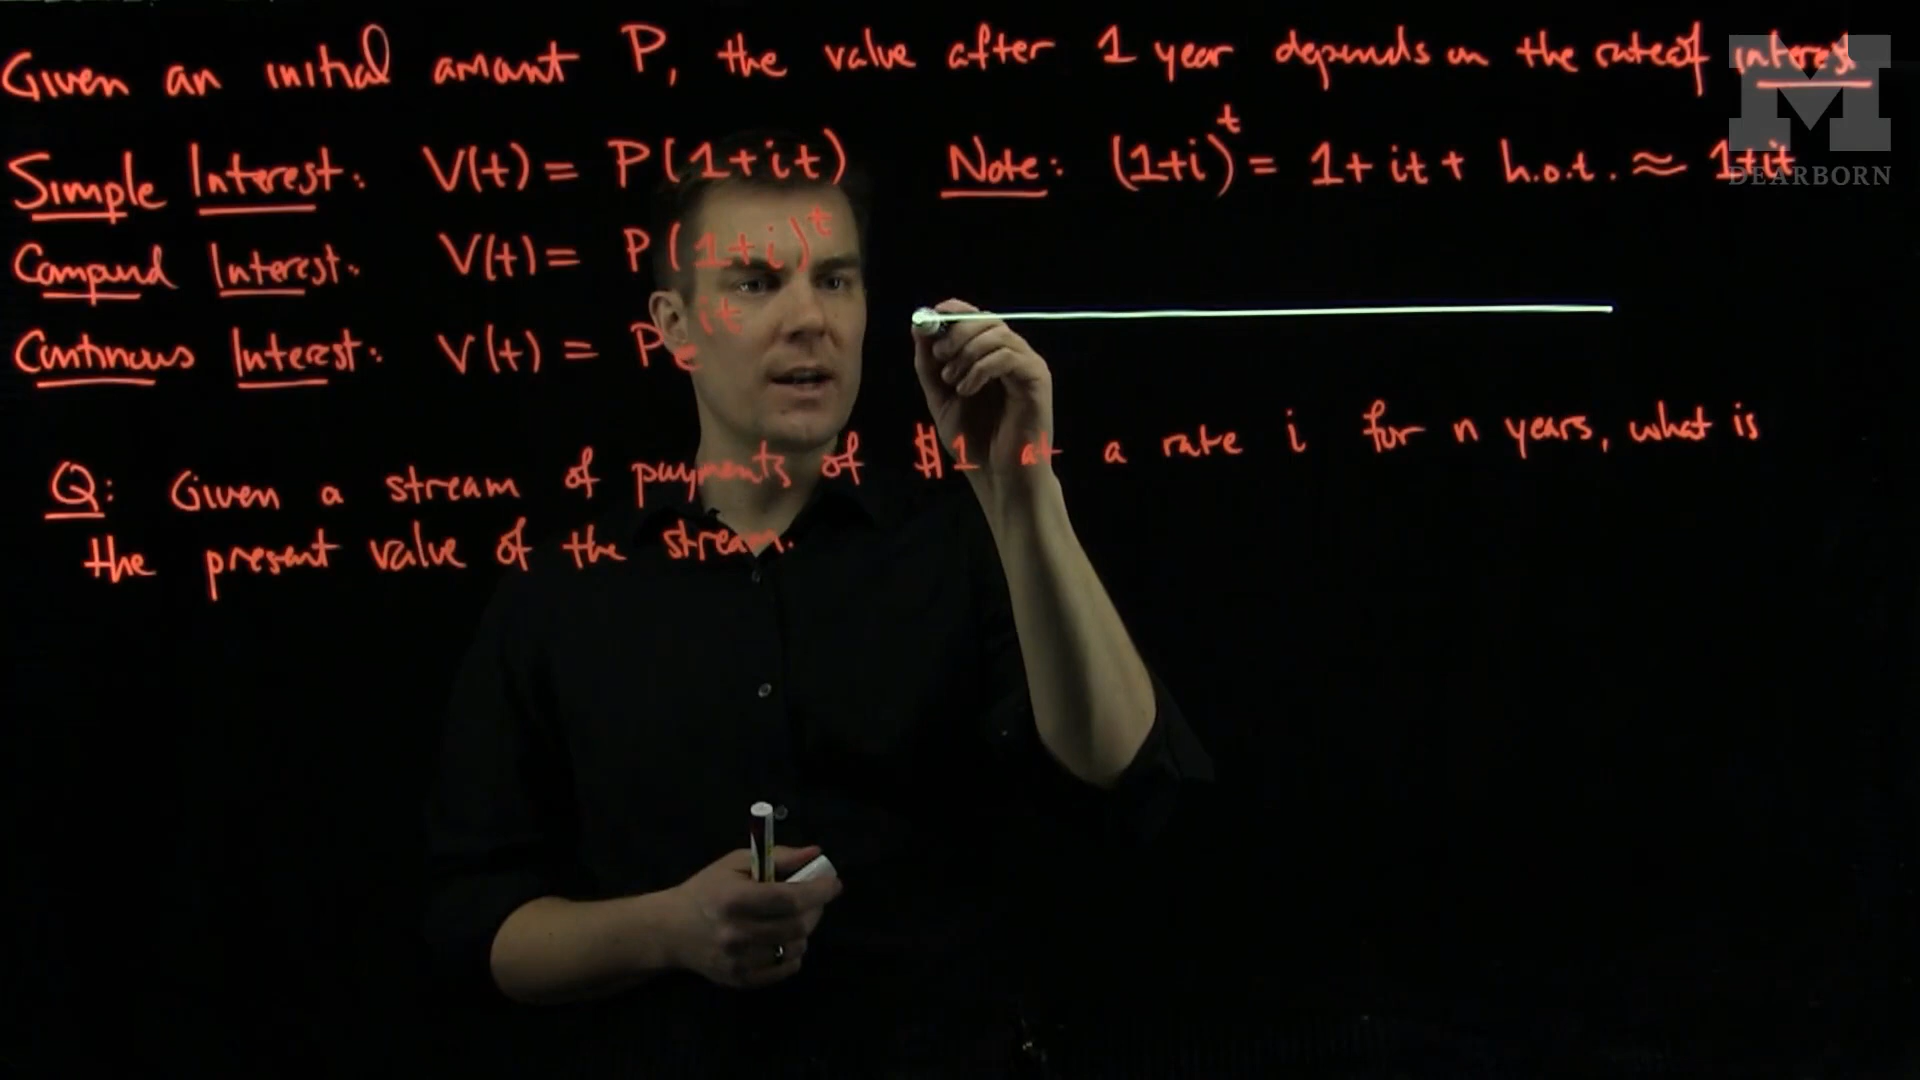 Given an initial amount P, the value after 1 year depends on the rate of interest
Simple Interest: V(t) = P(1+it) Note: (1+i)^t = 1+it+ h.o.t. ≈ 1+it
Compound Interest: V(t) = P(1+i)^t
Continuous Interest: V(t) = Pe^it
Q: Given a stream of payments of $1 at a rate i for n years, what is
the present value of the stream.
M
DEARBORN